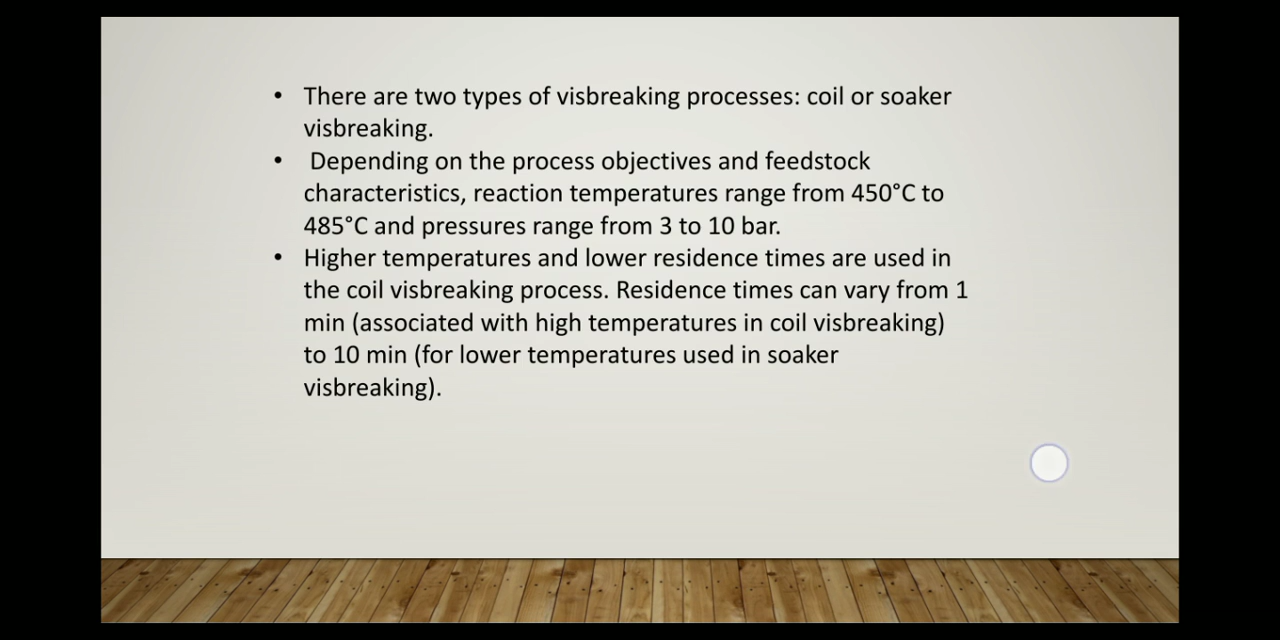 • There are two types of visbreaking processes: coil or soaker
visbreaking.
• Depending on the process objectives and feedstock
characteristics, reaction temperatures range from 450°C to
485°C and pressures range from 3 to 10 bar.
• Higher temperatures and lower residence times are used in
the coil visbreaking process. Residence times can vary from 1
min (associated with high temperatures in coil visbreaking)
to 10 min (for lower temperatures used in soaker
visbreaking).